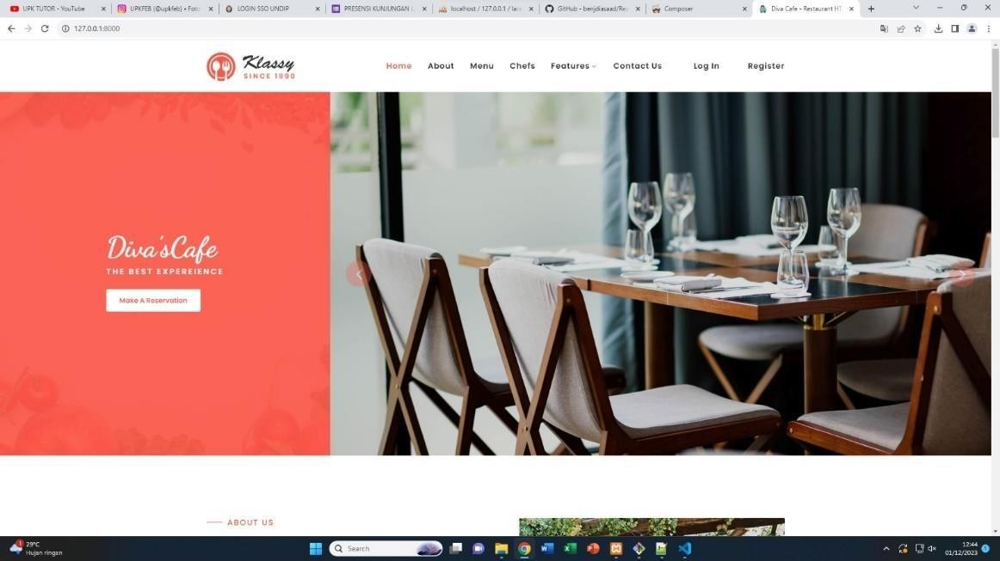 UPK TUTOR - YouTube
UPKFEB (@upkfeb) • Foto
LOGIN SSO UNDIP
PRESENSI KUNJUNGAN
localhost / 127.0.0.1 /
GitHub - benjdiasaad/
Composer
Diva Cafe - Restaurant HT
127.0.0.1:8000
Klassy
SINCE 1990
Home About Menu Chefs Features Contact Us Log In Register
Diva'sCafe
THE BEST EXPEREIENCE
Make A Reservation
ABOUT US
1
29°C
Hujan ringan
Search
12:44
01/12/2023
1